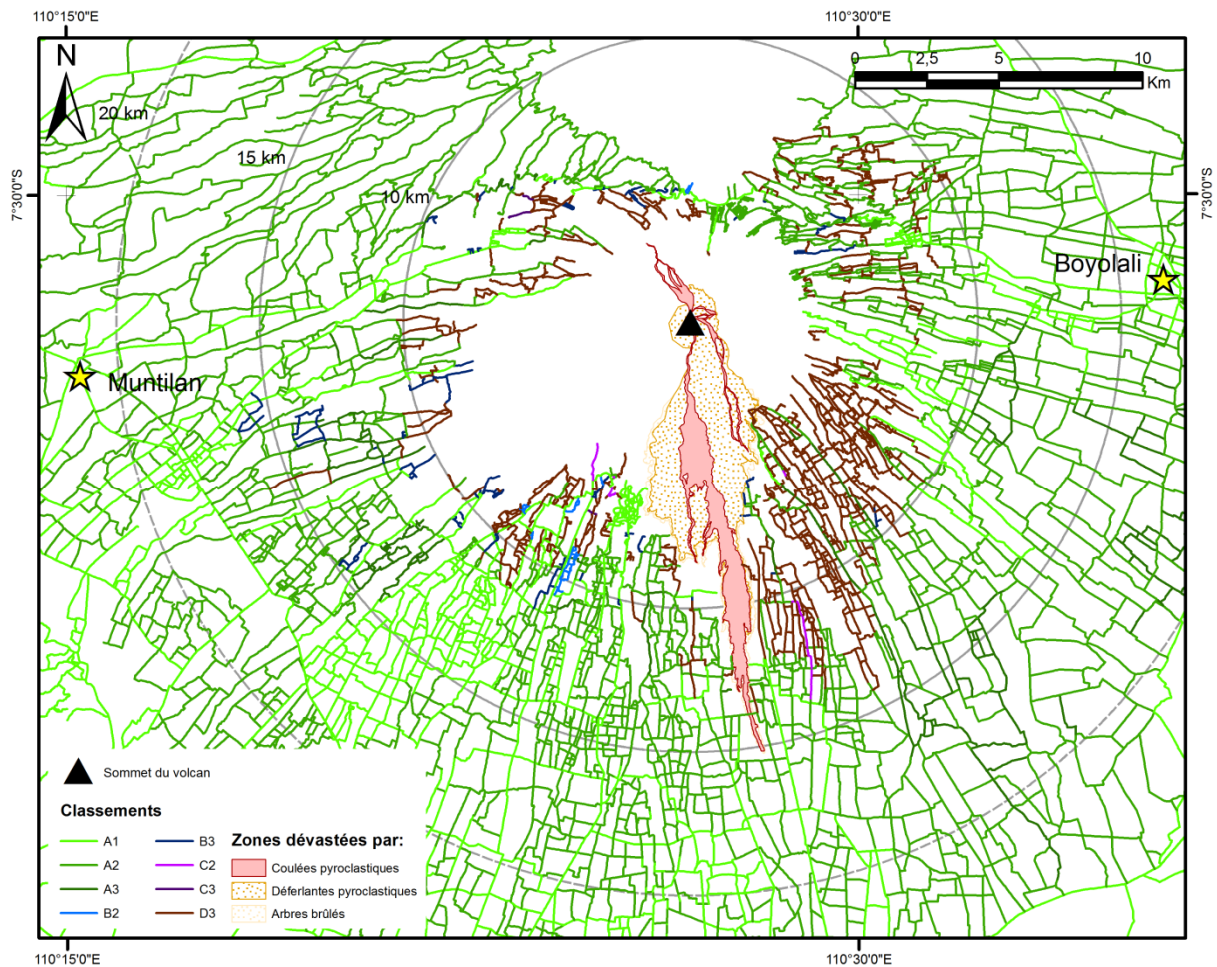 110°15'0"E
110°30'0"E
N
0
2,5
5
10
Km
20 km
15 km
10 km
7°30'0"S
7°30'0"S
Boyolali
Muntilan
Sommet du volcan
Classements
A1
A2
A3
B2
B3
C2
C3
D3
Zones dévastées par:
Coulées pyroclastiques
Déferlantes pyroclastiques
Arbres brûlés
110°15'0"E
110°30'0"E